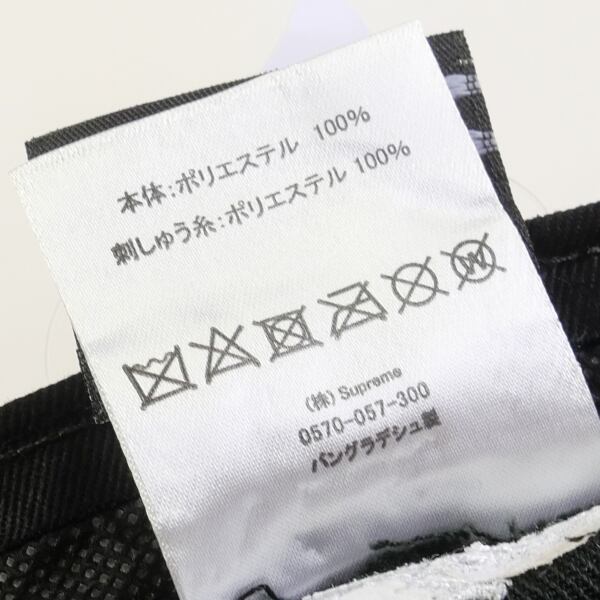 本体:ポリエステル 100%
刺しゅう糸:ポリエステル 100%
(株) Supreme
0570-057-300
バングラデシュ製